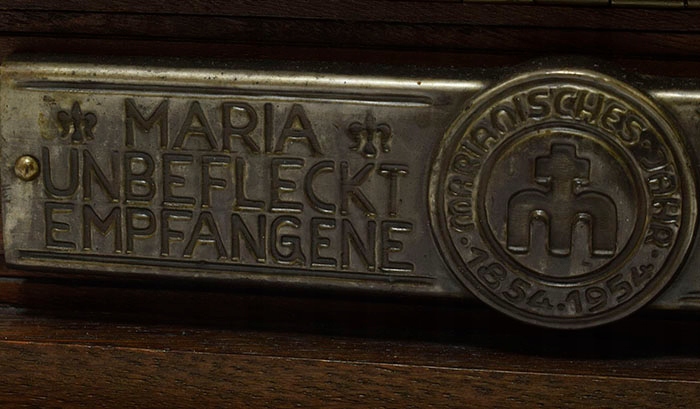 MARIA
UNBEFLECKT
EMPFANGENE
· MARIANISCHES · JAHR ·
1854 · 1954